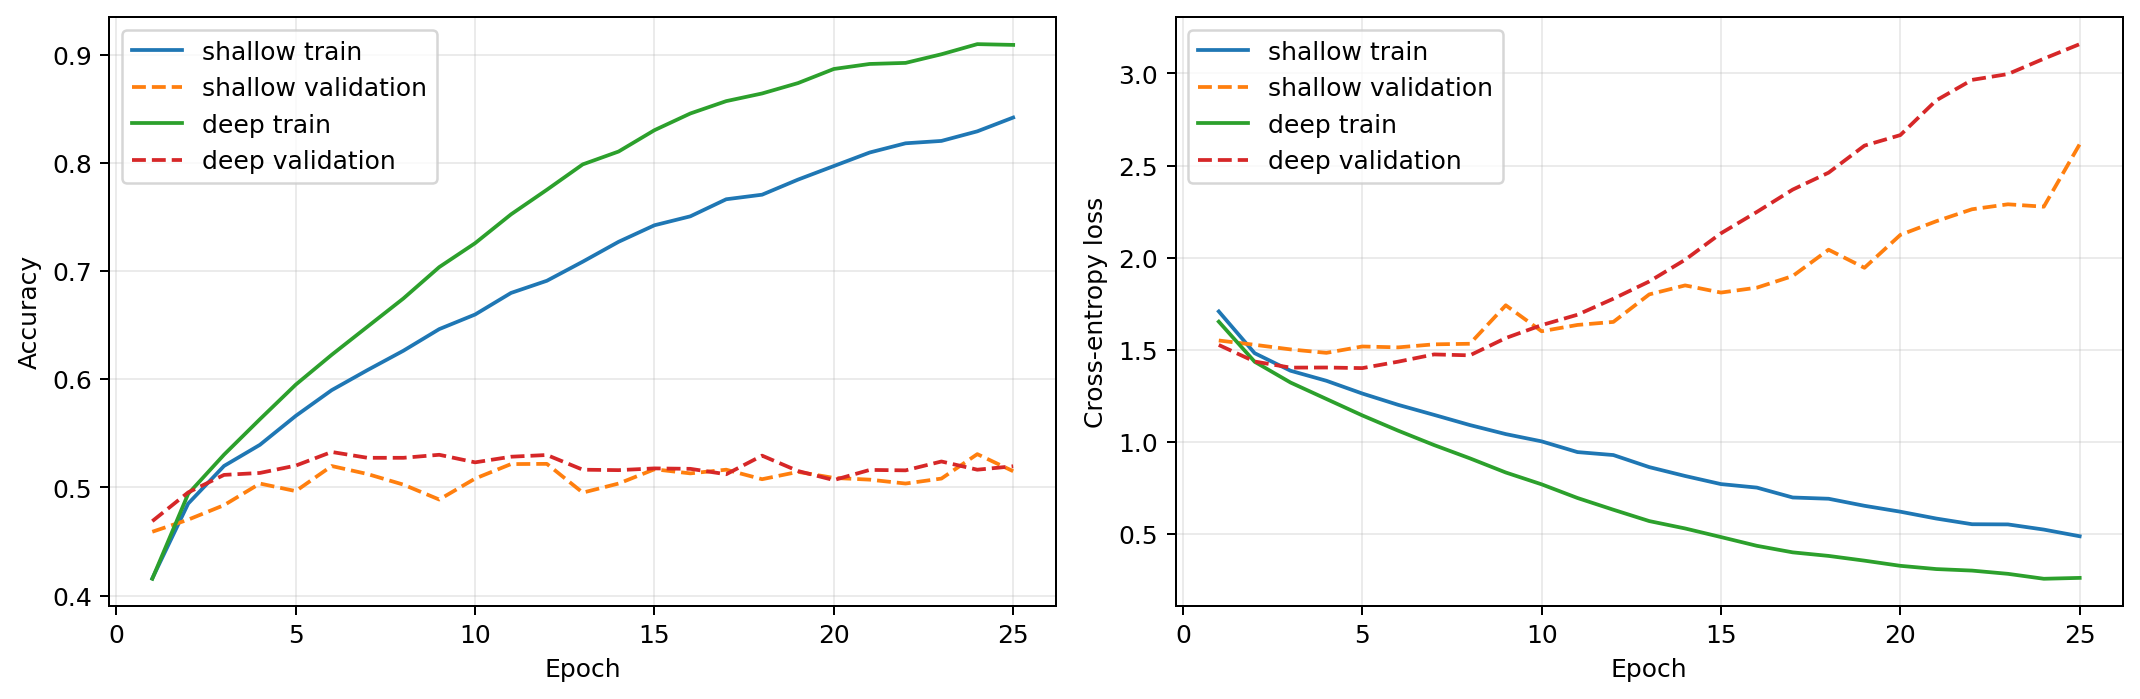 Accuracy
0.9
0.8
0.7
0.6
0.5
0.4
shallow train
shallow validation
deep train
deep validation
0 5 10 15 20 25
Epoch
Cross-entropy loss
3.0
2.5
2.0
1.5
1.0
0.5
shallow train
shallow validation
deep train
deep validation
0 5 10 15 20 25
Epoch